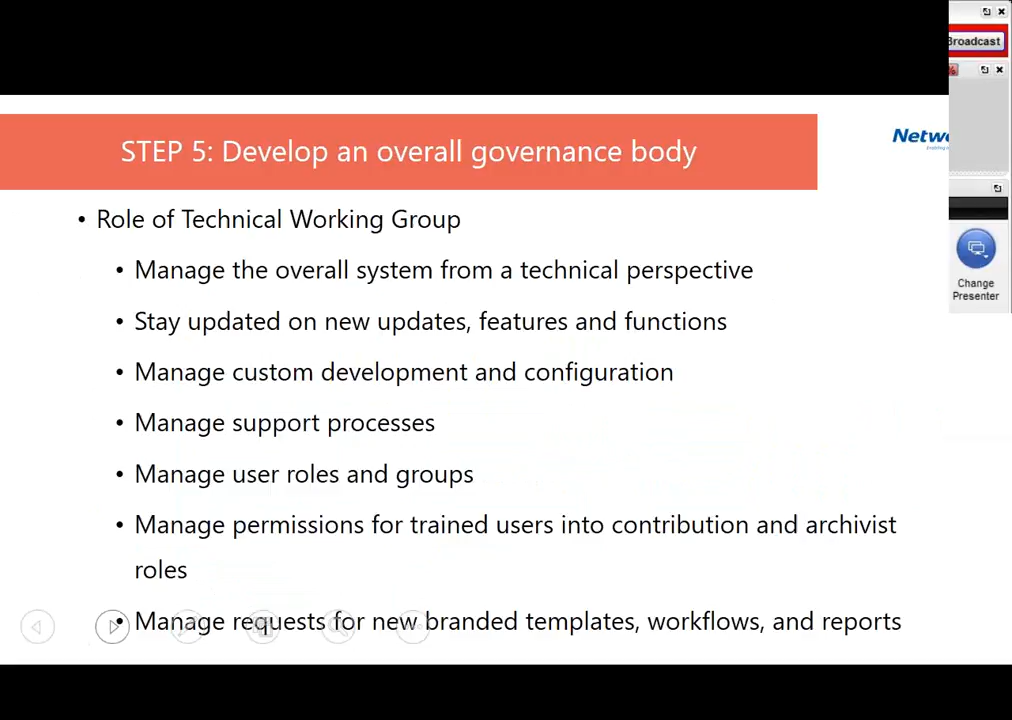 Broadcast
STEP 5: Develop an overall governance body
• Role of Technical Working Group
• Manage the overall system from a technical perspective
• Stay updated on new updates, features and functions
• Manage custom development and configuration
• Manage support processes
• Manage user roles and groups
• Manage permissions for trained users into contribution and archivist
roles
• Manage requests for new branded templates, workflows, and reports
Change
Presenter